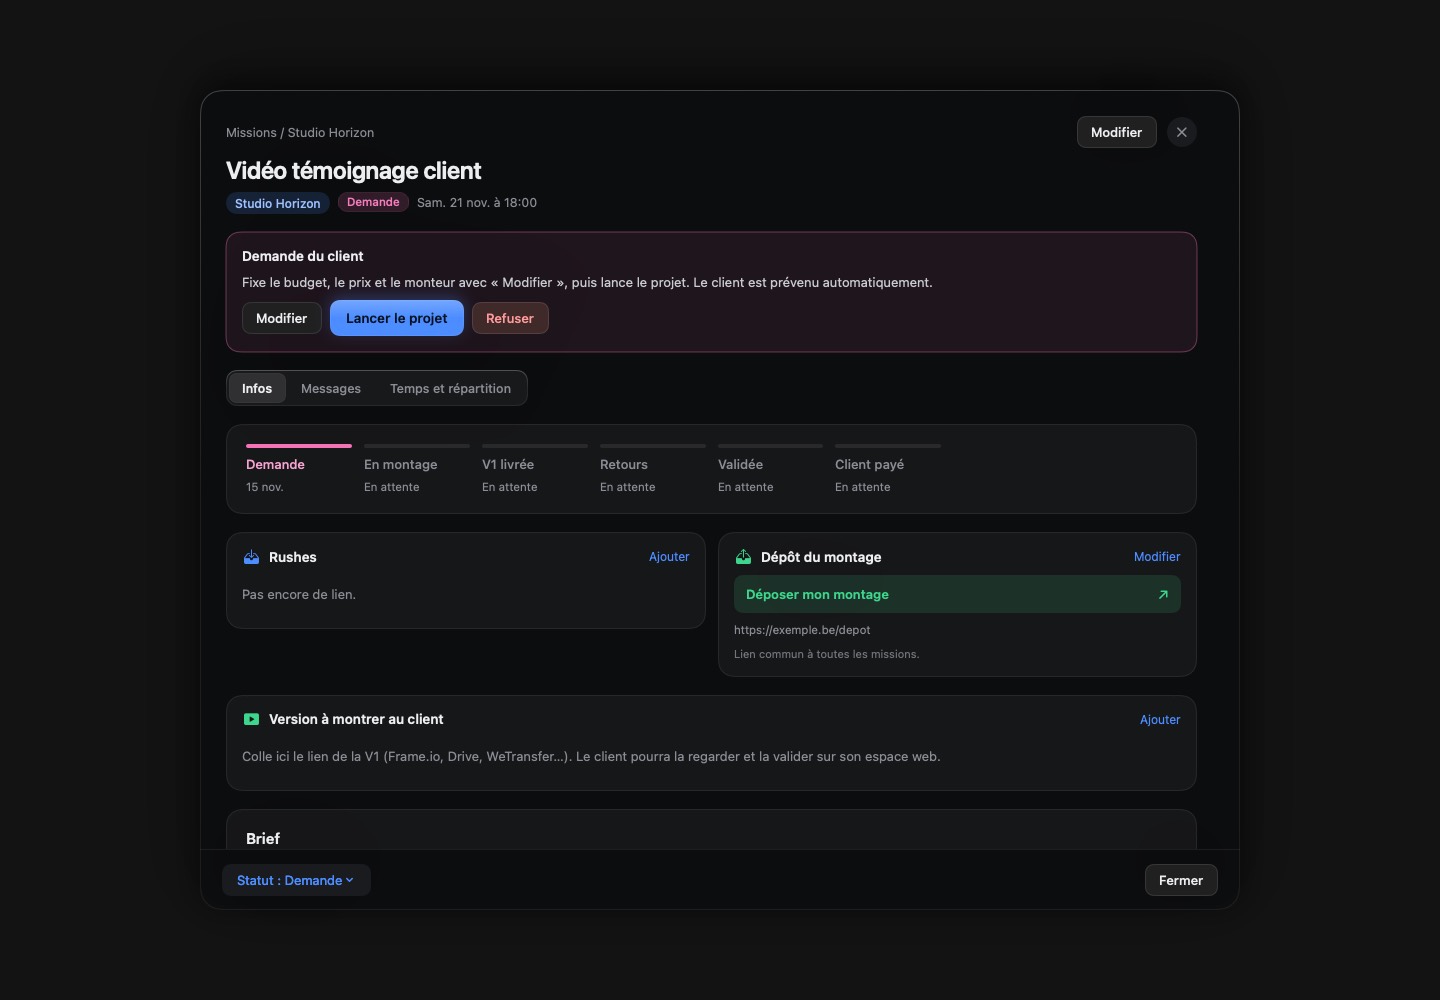 Missions / Studio Horizon
Modifier
Vidéo témoignage client
Studio Horizon Demande Sam. 21 nov. à 18:00
Demande du client
Fixe le budget, le prix et le monteur avec « Modifier », puis lance le projet. Le client est prévenu automatiquement.
Modifier Lancer le projet Refuser
Infos Messages Temps et répartition
Demande En montage V1 livrée Retours Validée Client payé
15 nov. En attente En attente En attente En attente En attente
Rushes Ajouter
Pas encore de lien.
Dépôt du montage Modifier
Déposer mon montage
https://exemple.be/depot
Lien commun à toutes les missions.
Version à montrer au client Ajouter
Colle ici le lien de la V1 (Frame.io, Drive, WeTransfer…). Le client pourra la regarder et la valider sur son espace web.
Brief
Statut : Demande
Fermer